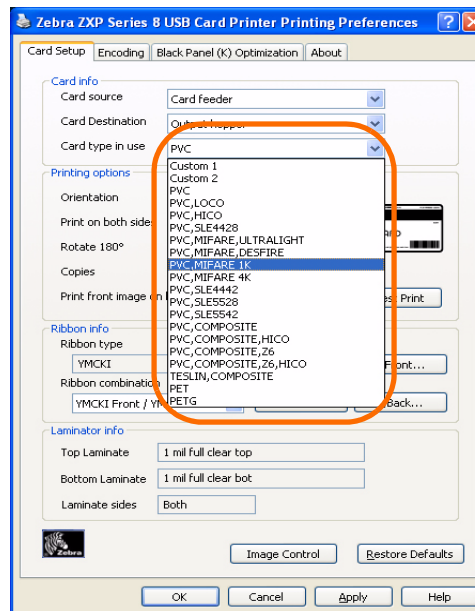 Zebra ZXP Series 8 USB Card Printer Printing Preferences
Card Setup Encoding Black Panel (K) Optimization About
Card info
Card source Card feeder
Card Destination Output hopper
Card type in use PVC
Custom 1
Custom 2
PVC
PVC,LOCO
PVC,HICO
PVC,SLE4428
PVC,MIFARE,ULTRALIGHT
PVC,MIFARE,DESFIRE
PVC,MIFARE 1K
PVC,MIFARE 4K
PVC,SLE4442
PVC,SLE5528
PVC,SLE5542
PVC,COMPOSITE
PVC,COMPOSITE,HICO
PVC,COMPOSITE,Z6
PVC,COMPOSITE,Z6,HICO
TESLIN,COMPOSITE
PET
PETG
Printing options
Orientation
Print on both sides
Rotate 180°
Copies
Print front image on
Print
Ribbon info
Ribbon type
YMCKI
Front...
Ribbon combination
YMCKI Front /
Back...
Laminator info
Top Laminate 1 mil full clear top
Bottom Laminate 1 mil full clear bot
Laminate sides Both
Zebra
Image Control Restore Defaults
OK Cancel Apply Help